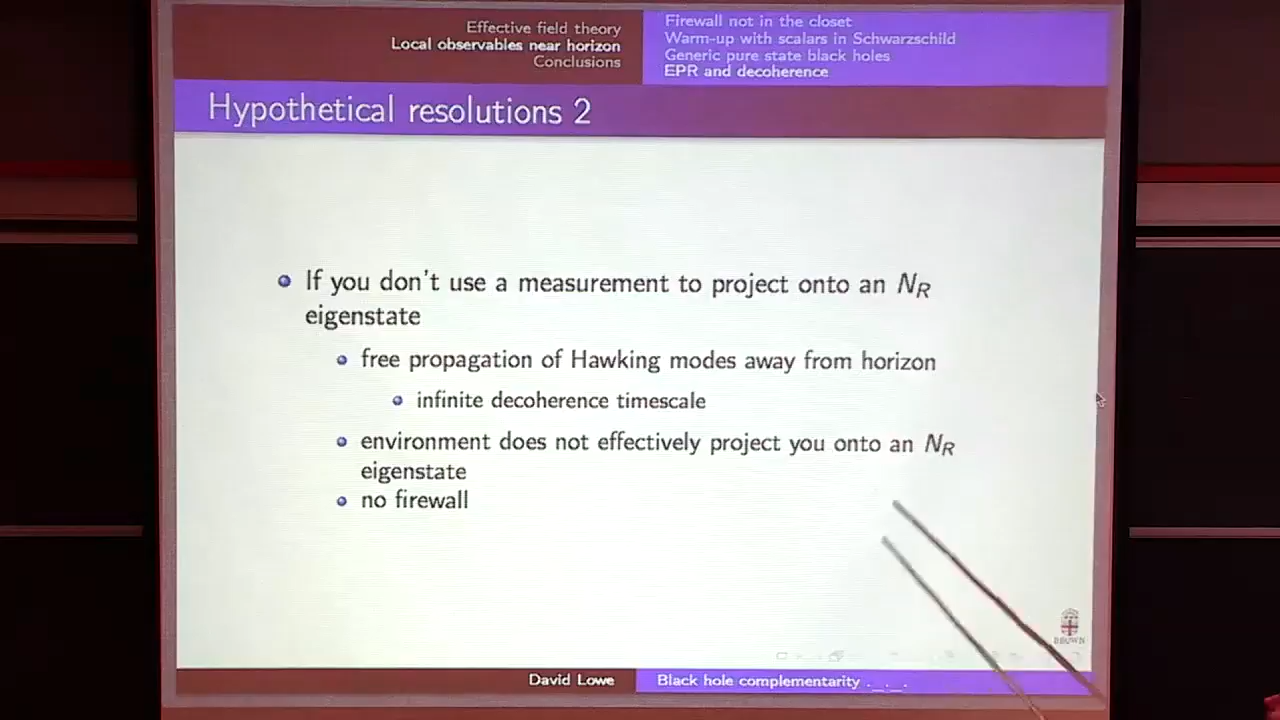 Effective field theory
Local observables near horizon
Conclusions
Firewall not in the closet
Warm-up with scalars in Schwarzschild
Generic pure state black holes
EPR and decoherence
Hypothetical resolutions 2
If you don't use a measurement to project onto an N_R
eigenstate
free propagation of Hawking modes away from horizon
infinite decoherence timescale
environment does not effectively project you onto an N_R
eigenstate
no firewall
BROWN
David Lowe
Black hole complementarity . . .